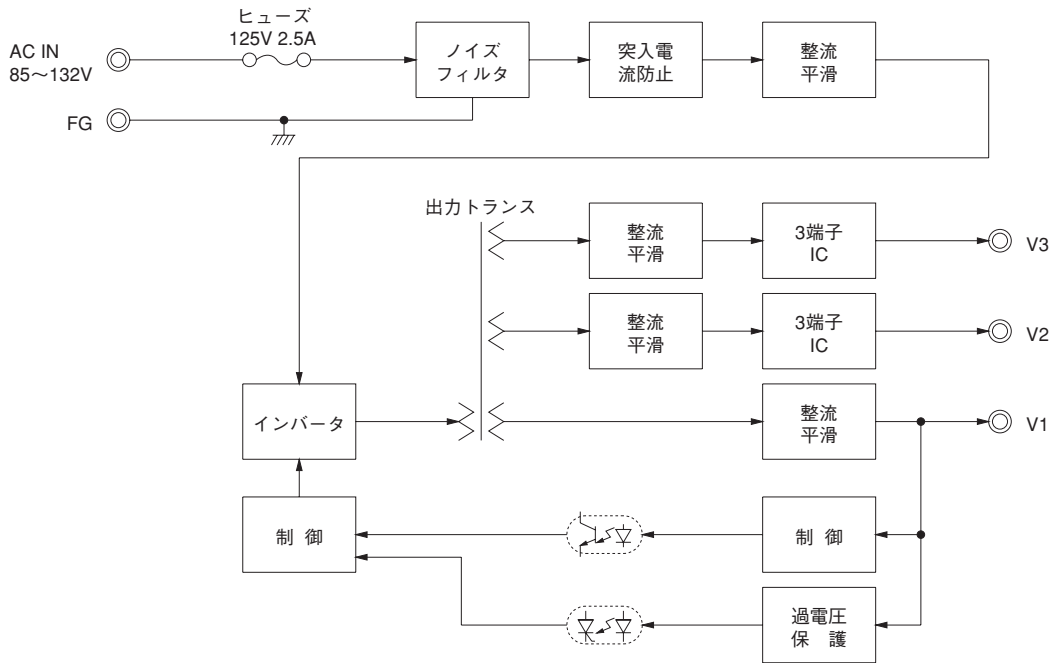 ヒューズ
125V 2.5A
AC IN
85～132V
ノイズ
フィルタ
突入電
流防止
整流
平滑
FG
出力トランス
整流
平滑
3端子
IC
V3
整流
平滑
3端子
IC
V2
インバータ
整流
平滑
V1
制 御
制 御
過電圧
保 護